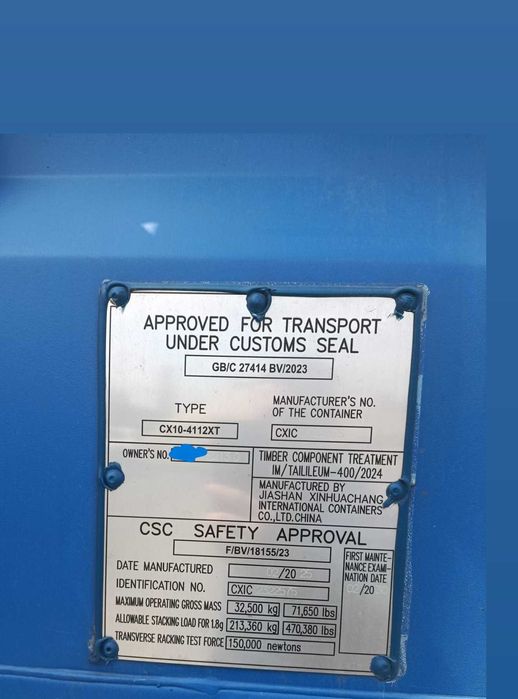 APPROVED FOR TRANSPORT
UNDER CUSTOMS SEAL
GB/C 27414 BV/2023
TYPE
CX10-4112XT
MANUFACTURER'S NO.
OF THE CONTAINER
CXIC
OWNER'S NO.
TIMBER COMPONENT TREATMENT
IM/TAILILEUM-400/2024
MANUFACTURED BY
JIASHAN XINHUACHANG
INTERNATIONAL CONTAINERS
CO.,LTD.CHINA
CSC SAFETY APPROVAL
F/BV/18155/23
DATE MANUFACTURED /20
IDENTIFICATION NO. CXIC
MAXIMUM OPERATING GROSS MASS 32,500 kg 71,650 lbs
ALLOWABLE STACKING LOAD FOR 1.8g 213,360 kg 470,380 lbs
TRANSVERSE RACKING TEST FORCE 150,000 newtons
FIRST MAINTE-
NANCE EXAMI-
NATION DATE
/20